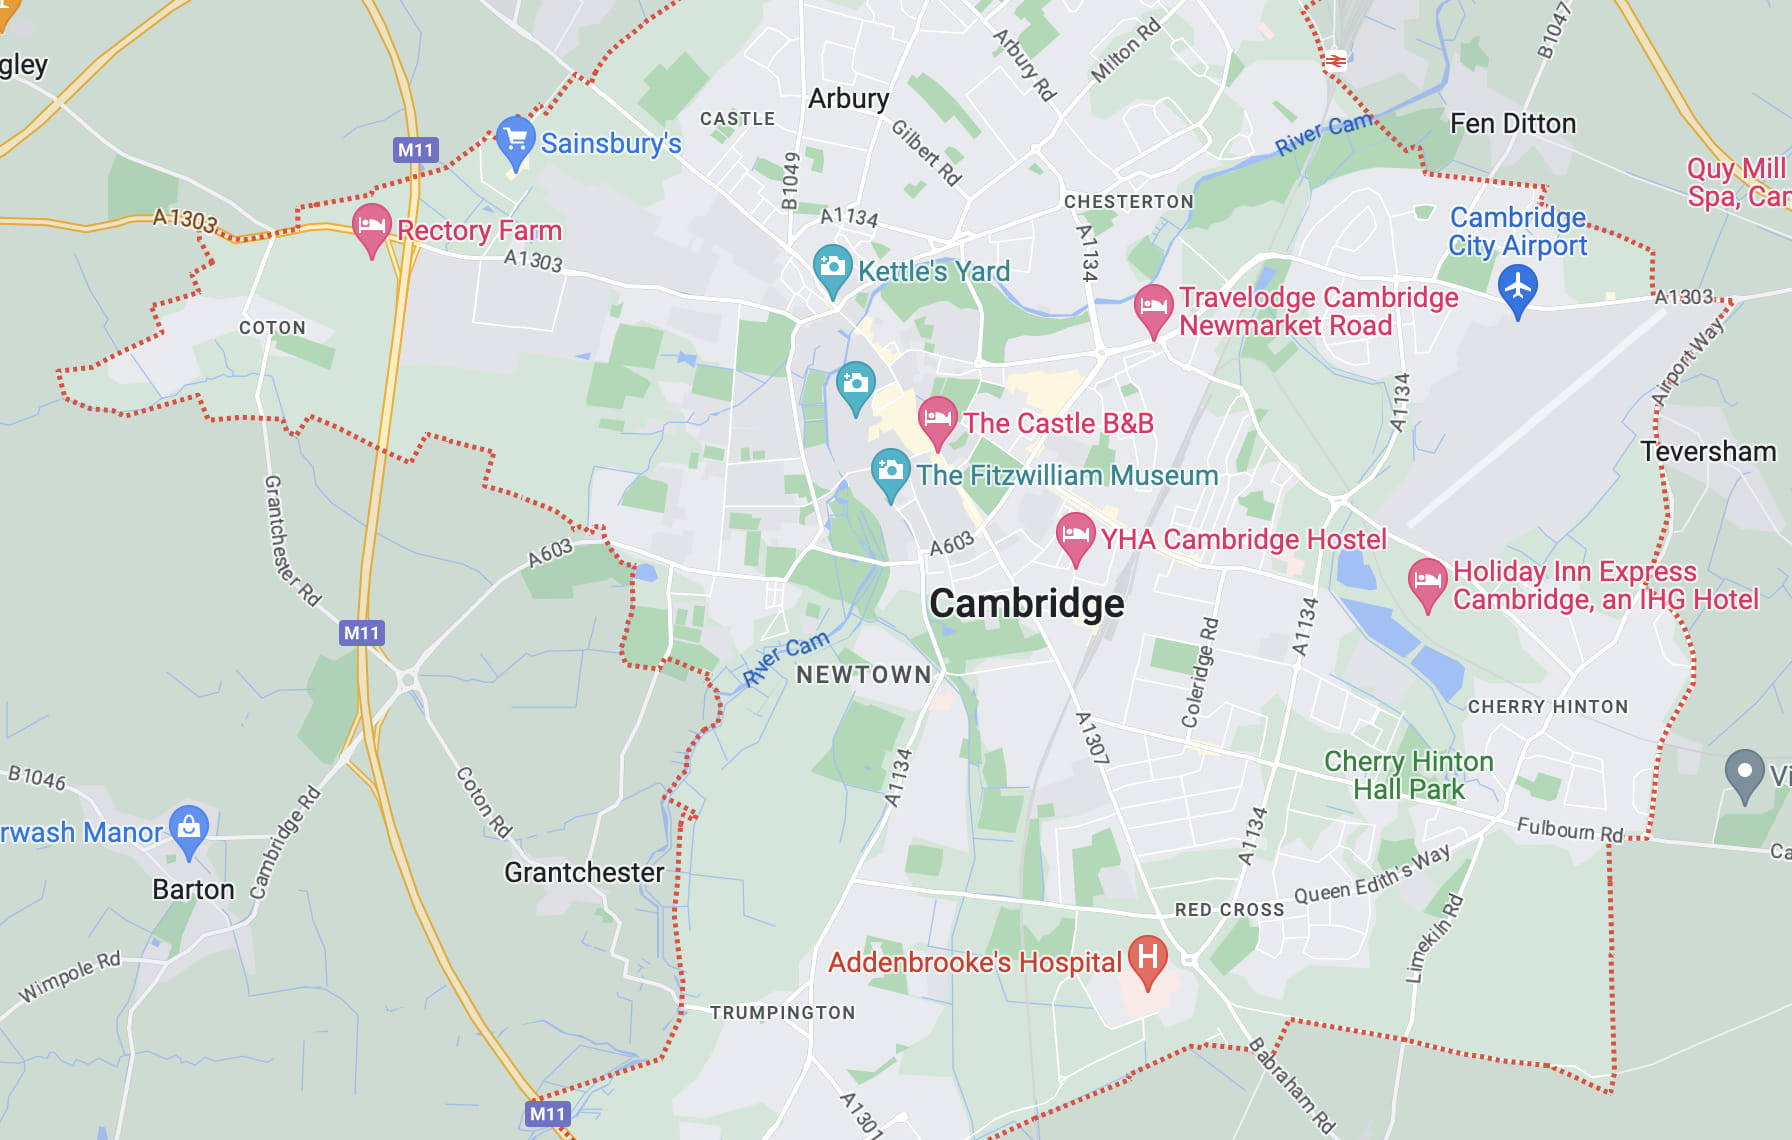 B1047
Milton Rd
Arbury Rd
gley
Arbury
CASTLE
Fen Ditton
River Cam
Sainsbury's
M11
Gilbert Rd
B1049
Quy Mill
Spa, Car
CHESTERTON
A1303
A1134
Cambridge
City Airport
Rectory Farm
A1303
A1134
Kettle's Yard
Travelodge Cambridge
Newmarket Road
A1303
COTON
Airport Way
A1134
The Castle B&B
Teversham
The Fitzwilliam Museum
Grantchester Rd
A603
A603
YHA Cambridge Hostel
Holiday Inn Express
Cambridge, an IHG Hotel
Cambridge
M11
A1134
River Cam
NEWTOWN
Coleridge Rd
CHERRY HINTON
A1307
Cherry Hinton
Hall Park
B1046
A1134
Vi
Coton Rd
Cambridge Rd
rwash Manor
A1134
Fulbourn Rd
Ca
Grantchester
Barton
Queen Edith's Way
RED CROSS
Limekiln Rd
Addenbrooke's Hospital
H
Wimpole Rd
TRUMPINGTON
Babraham Rd
M11
A1301